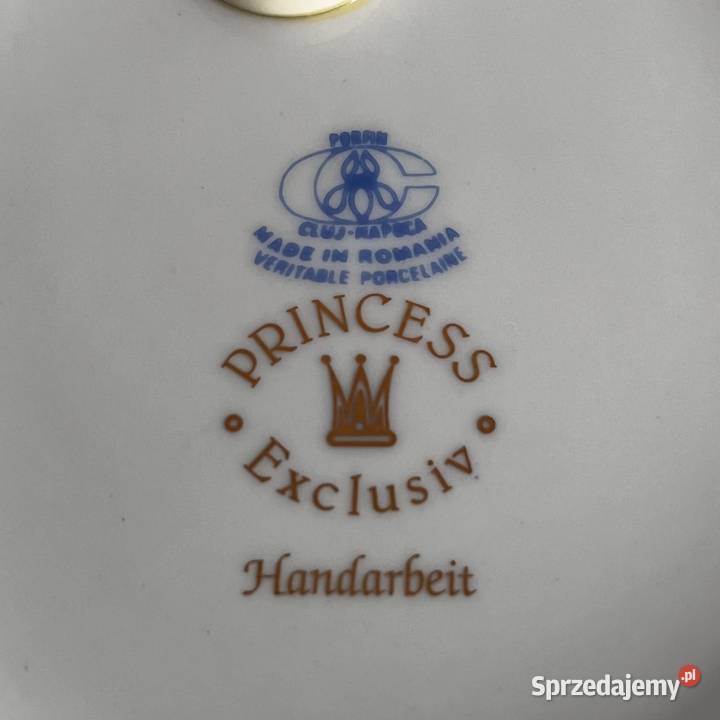 PORFIN
CLUJ-NAPOCA
MADE IN ROMANIA
VERITABLE PORCELAINE
PRINCESS
Exclusiv
Handarbeit
Sprzedajemy.pl